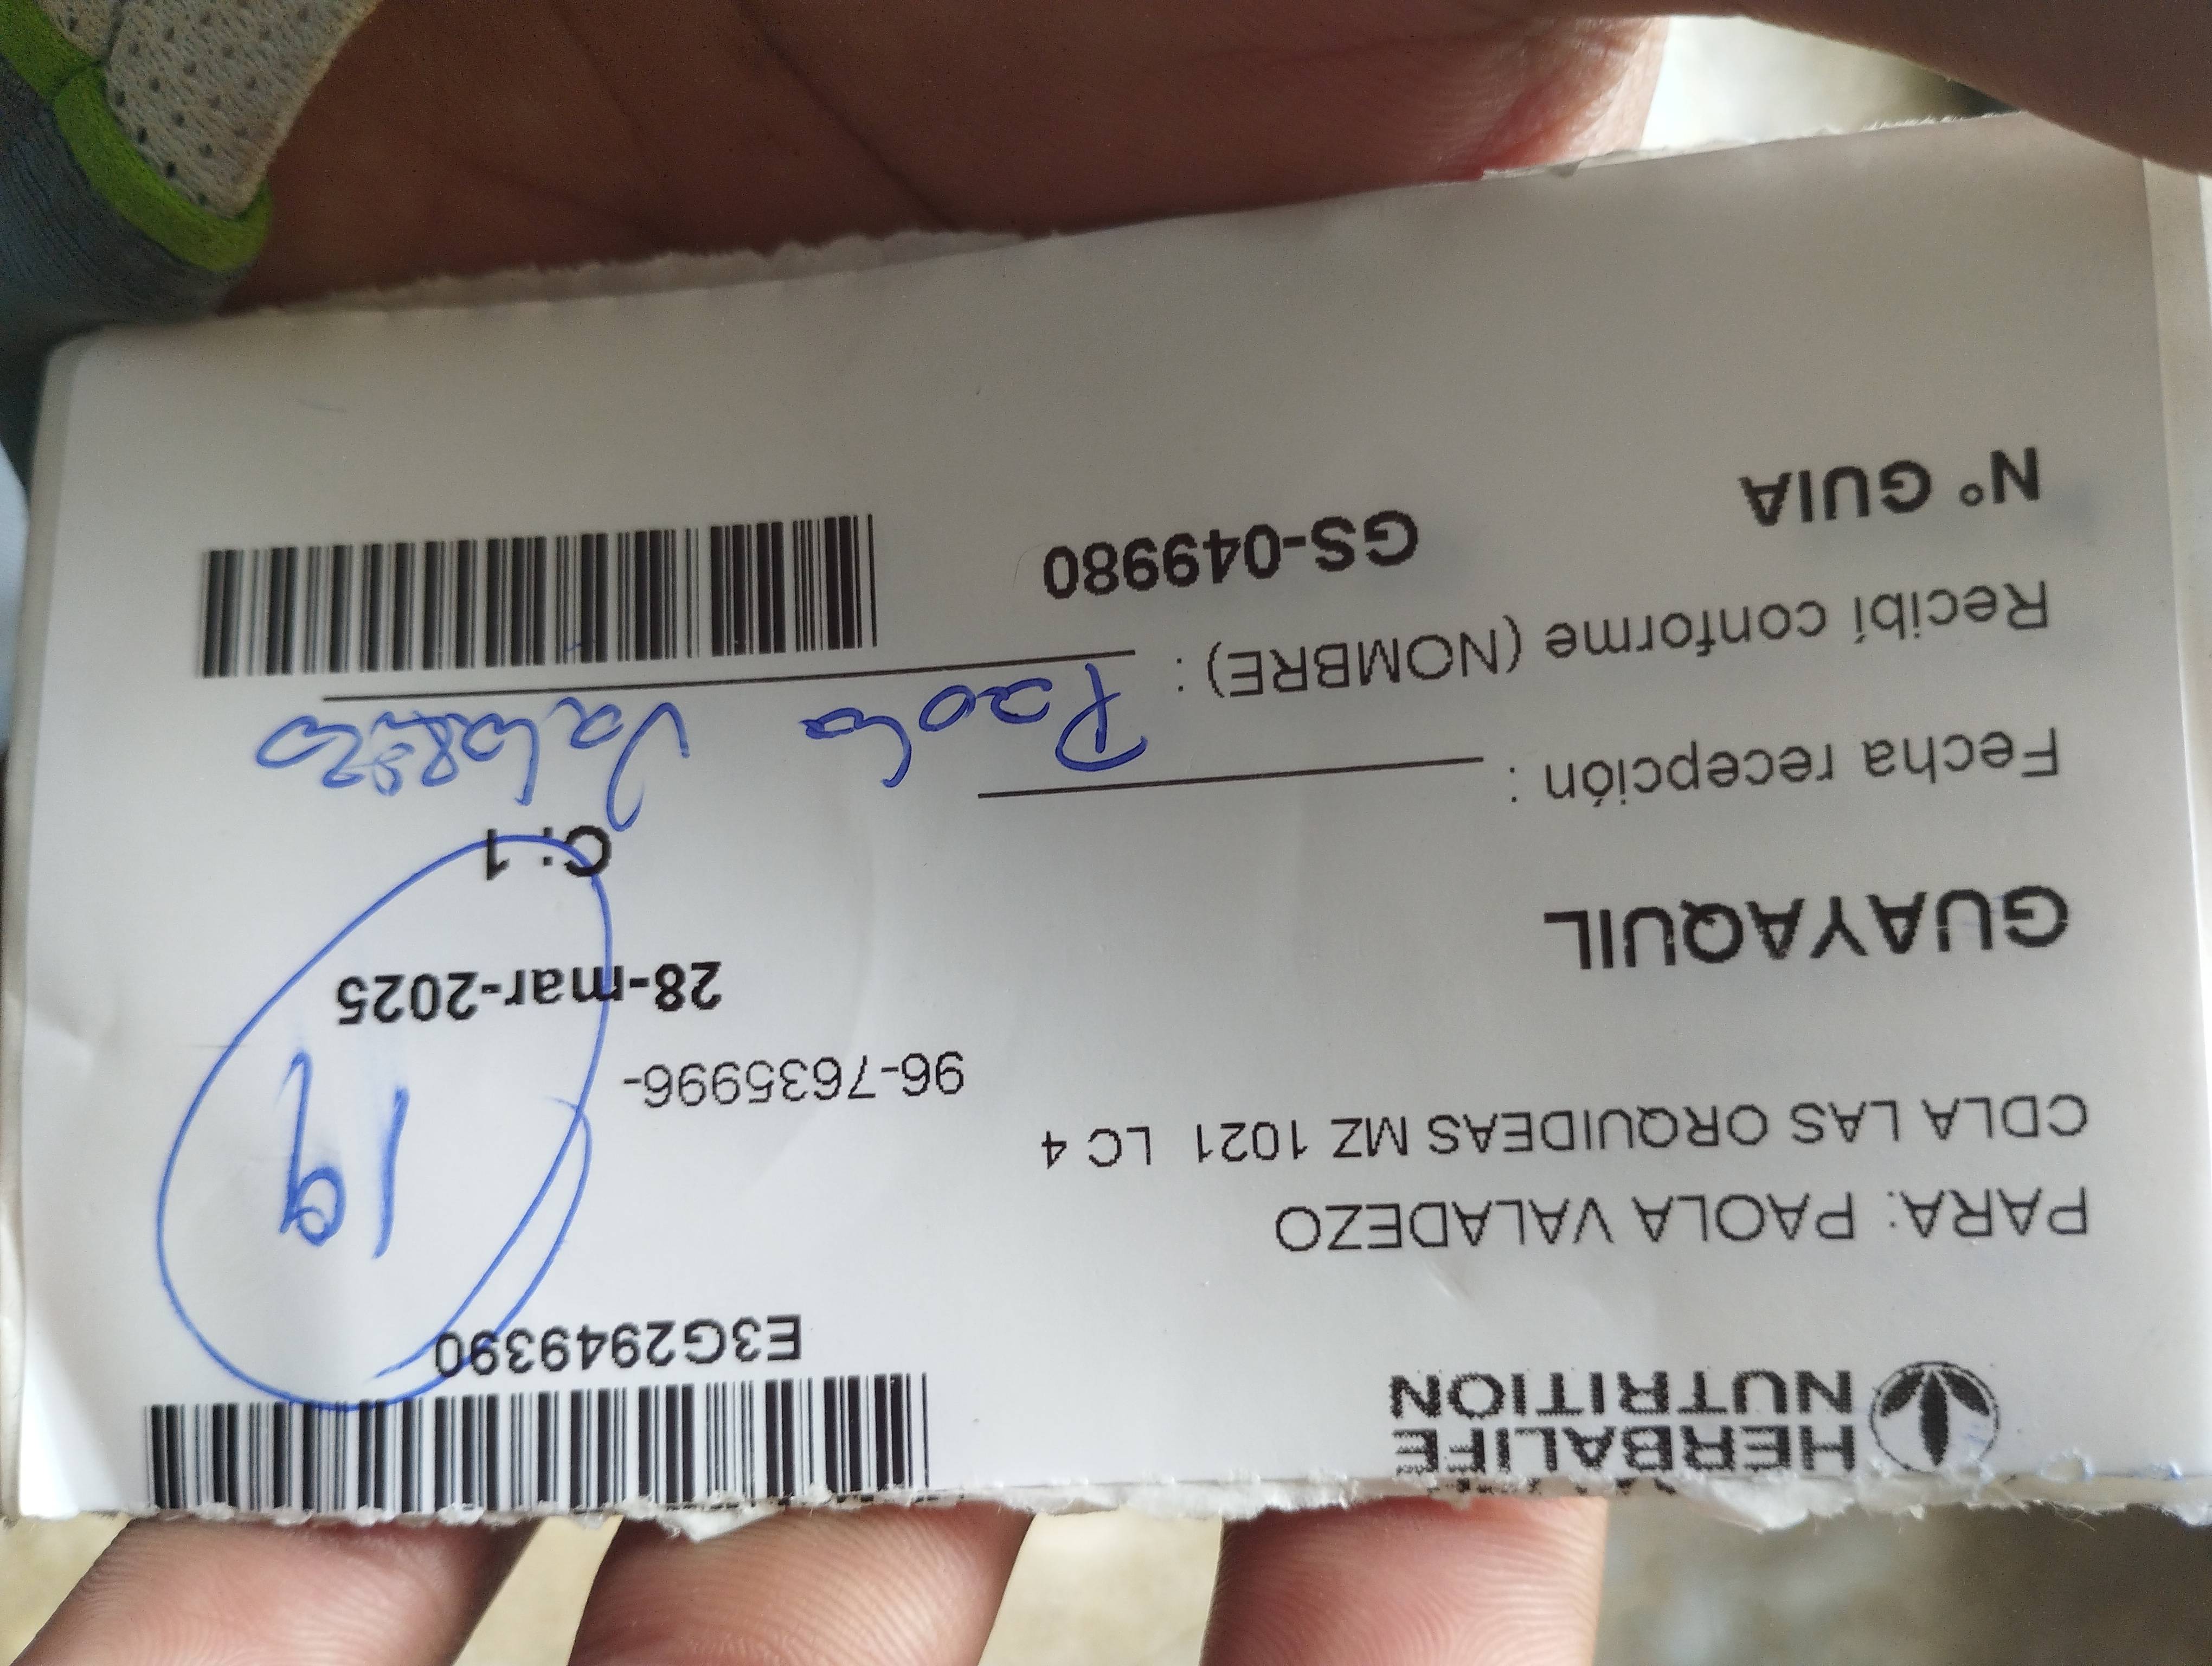 HERBALIFE
NUTRITION
E3G2949390
PARA: PAOLA VALADEZO
CDLA LAS ORQUIDEAS MZ 1021 LC 4
19
96-7635996-
28-mar-2025
GUAYAQUIL
C: 1
Fecha recepción :
Paola Valadezo
Recibí conforme (NOMBRE) :
GS-049980
N° GUIA